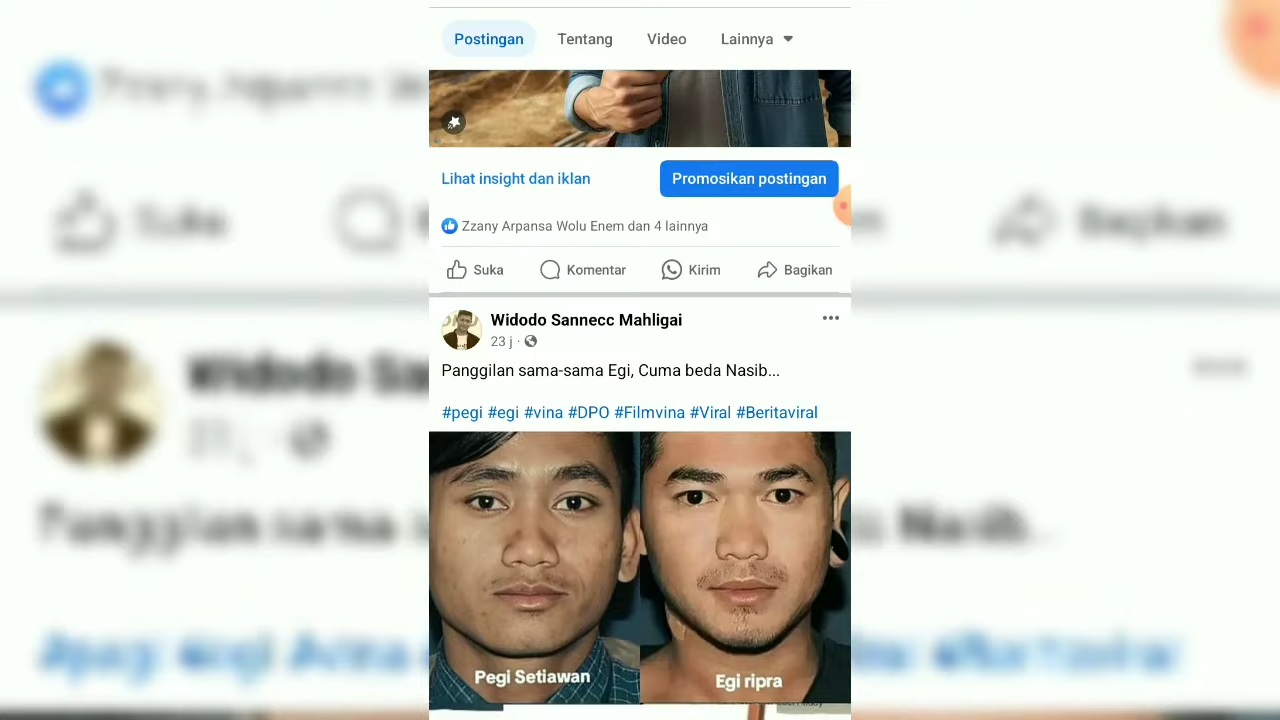 Postingan Tentang Video Lainnya
Lihat insight dan iklan Promosikan postingan
Zzany Arpansa Wolu Enem dan 4 lainnya
Suka Komentar Kirim Bagikan
Widodo Sannecc Mahligai
23 j ·
Panggilan sama-sama Egi, Cuma beda Nasib...
#pegi #egi #vina #DPO #Filmvina #Viral #Beritaviral
Pegi Setiawan
Egi ripra